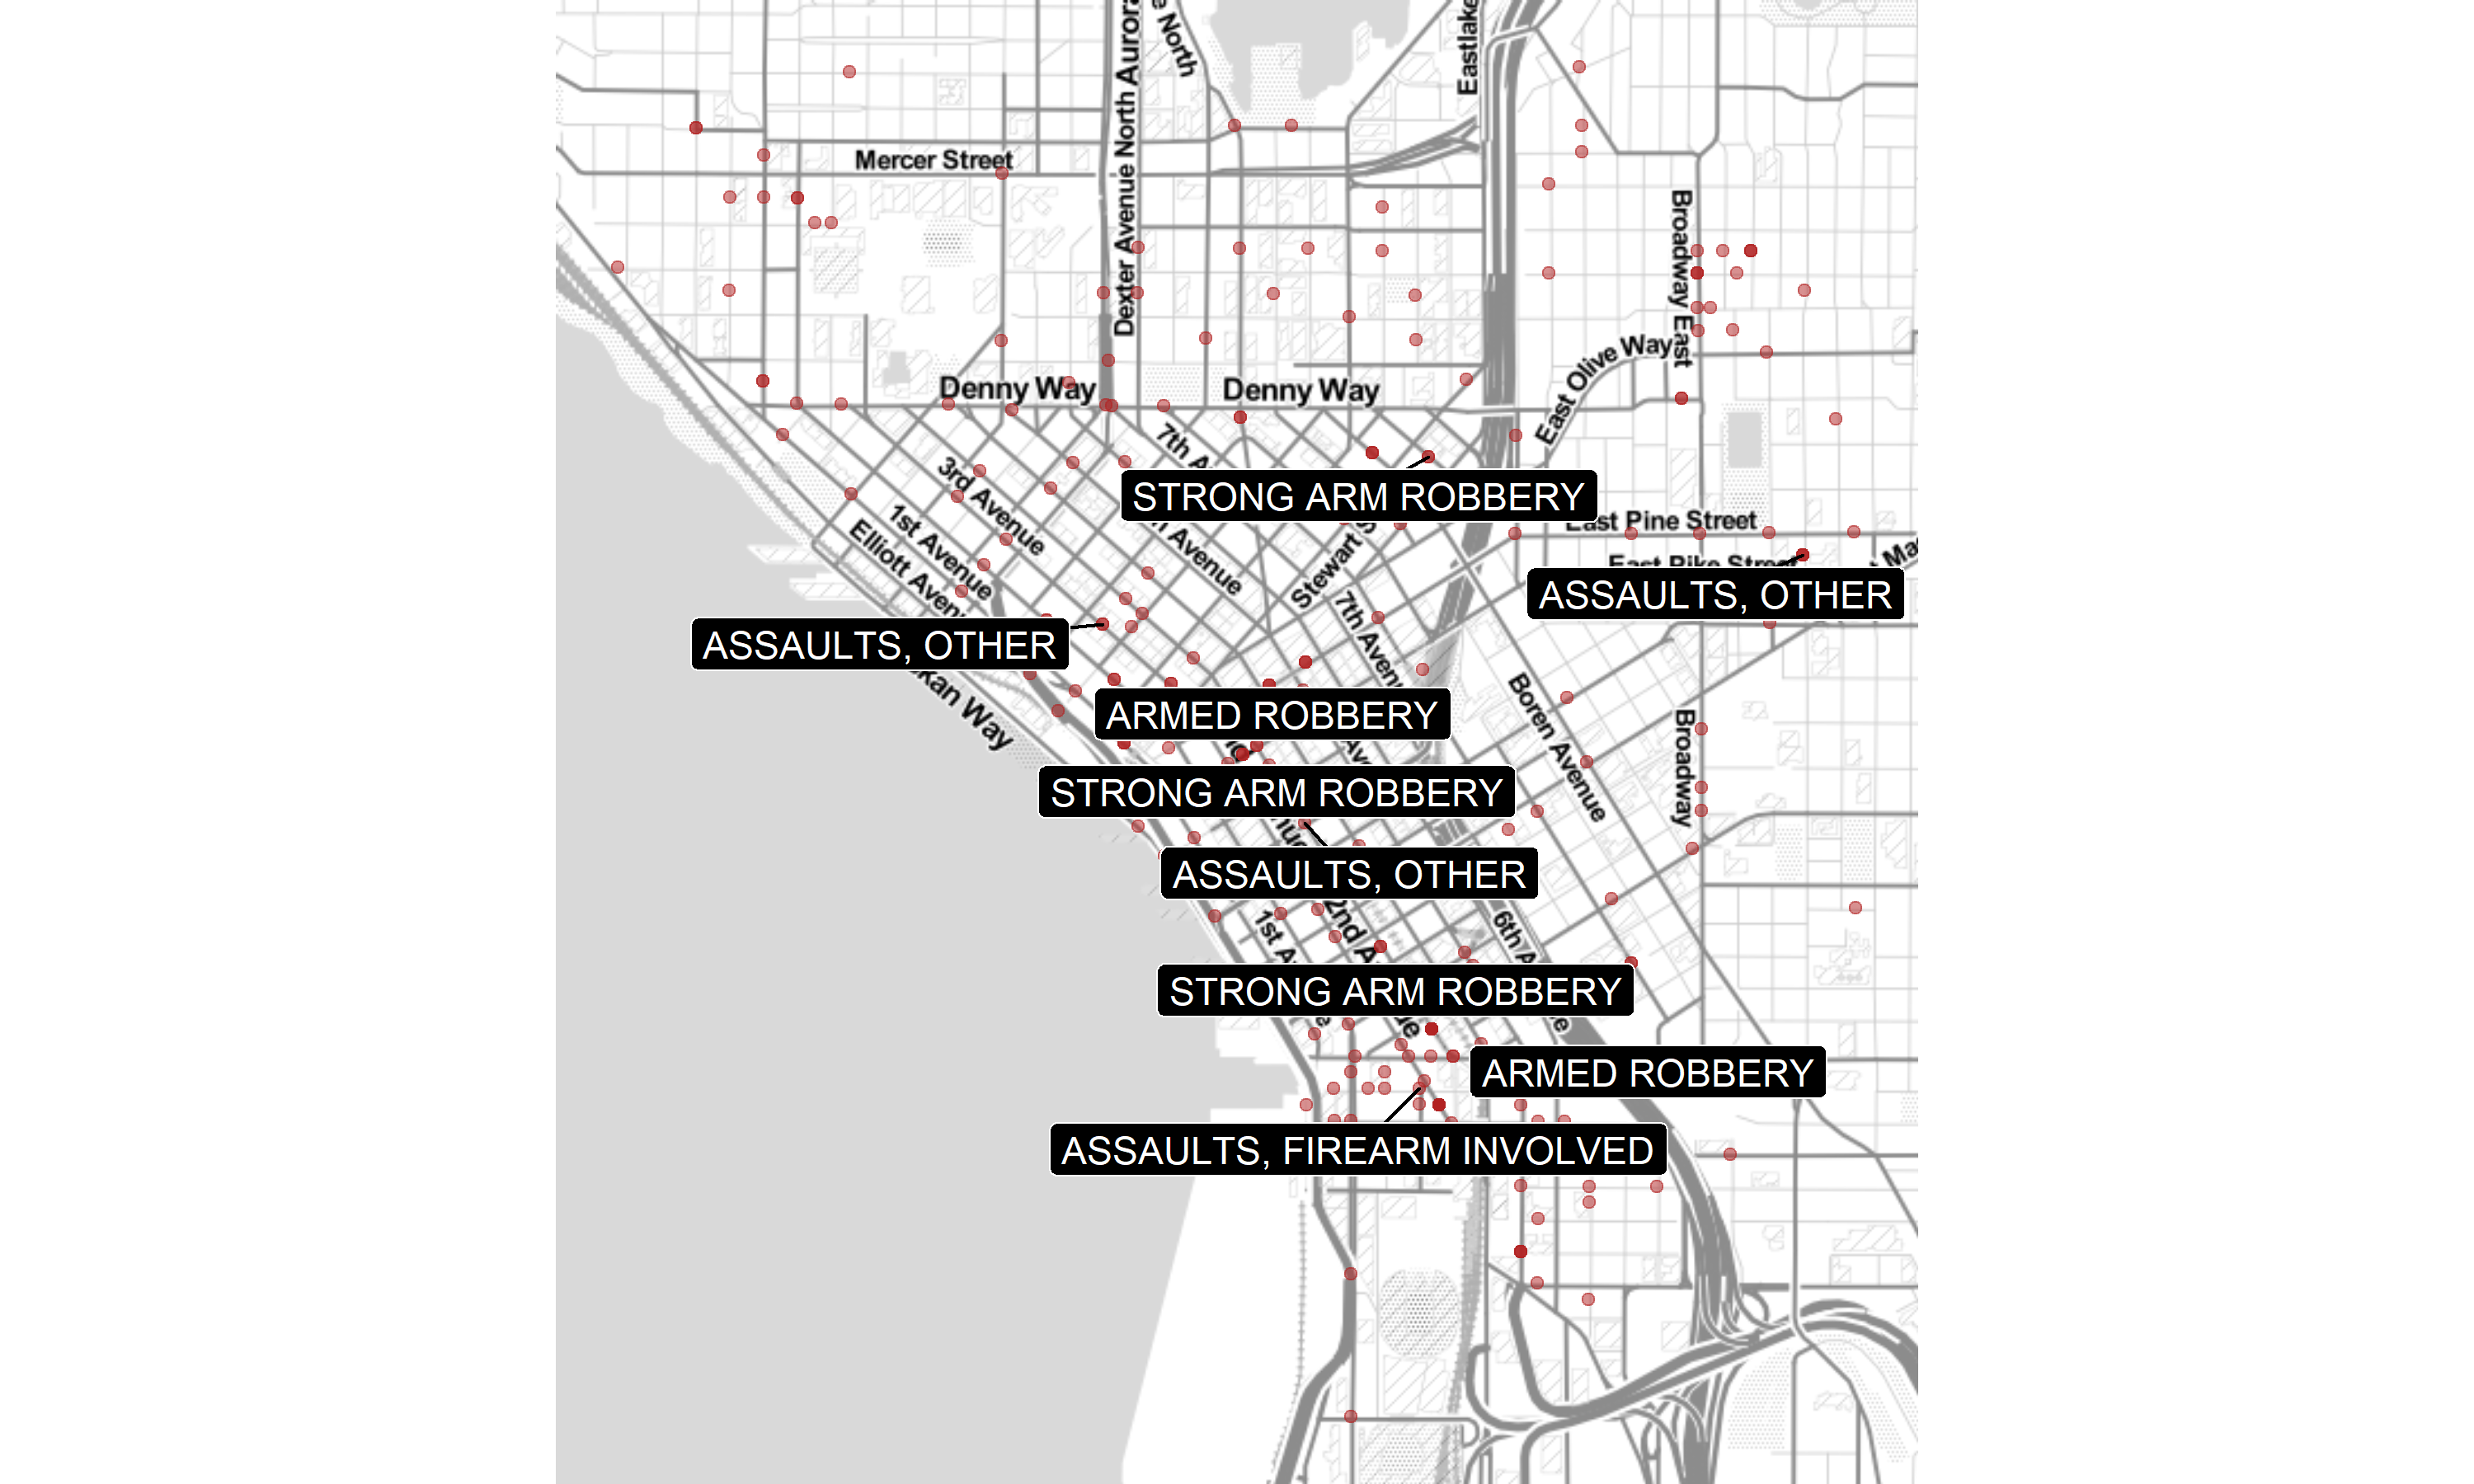 Aurora
e North
Eastlake
Mercer Street
Dexter Avenue North
Broadway East
East Olive Way
Denny Way
Denny Way
7th A
3rd Avenue
STRONG ARM ROBBERY
1st Avenue
Avenue
Stewart
East Pine Street
East Pike Street
Elliott Aven
7th Avenu
ASSAULTS, OTHER
ASSAULTS, OTHER
kan Way
ARMED ROBBERY
Boren Avenue
Broadway
STRONG ARM ROBBERY
ASSAULTS, OTHER
1st A
2nd A
6th A
STRONG ARM ROBBERY
ARMED ROBBERY
ASSAULTS, FIREARM INVOLVED